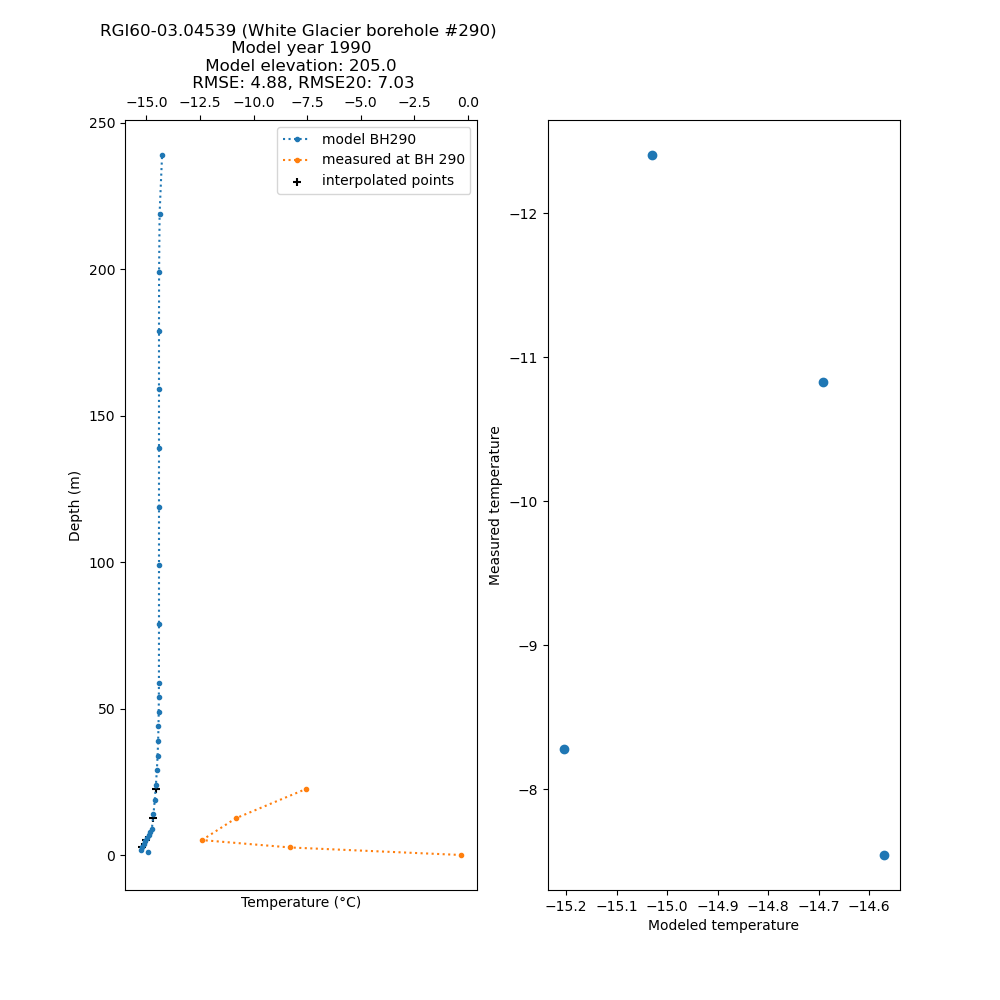 RGI60-03.04539 (White Glacier borehole #290)
Model year 1990
Model elevation: 205.0
RMSE: 4.88, RMSE20: 7.03
−15.0 −12.5 −10.0 −7.5 −5.0 −2.5 0.0
250
200
150
100
50
0
Depth (m)
model BH290
measured at BH 290
interpolated points
Temperature (°C)
−12
−11
−10
−9
−8
Measured temperature
−15.2 −15.1 −15.0 −14.9 −14.8 −14.7 −14.6
Modeled temperature